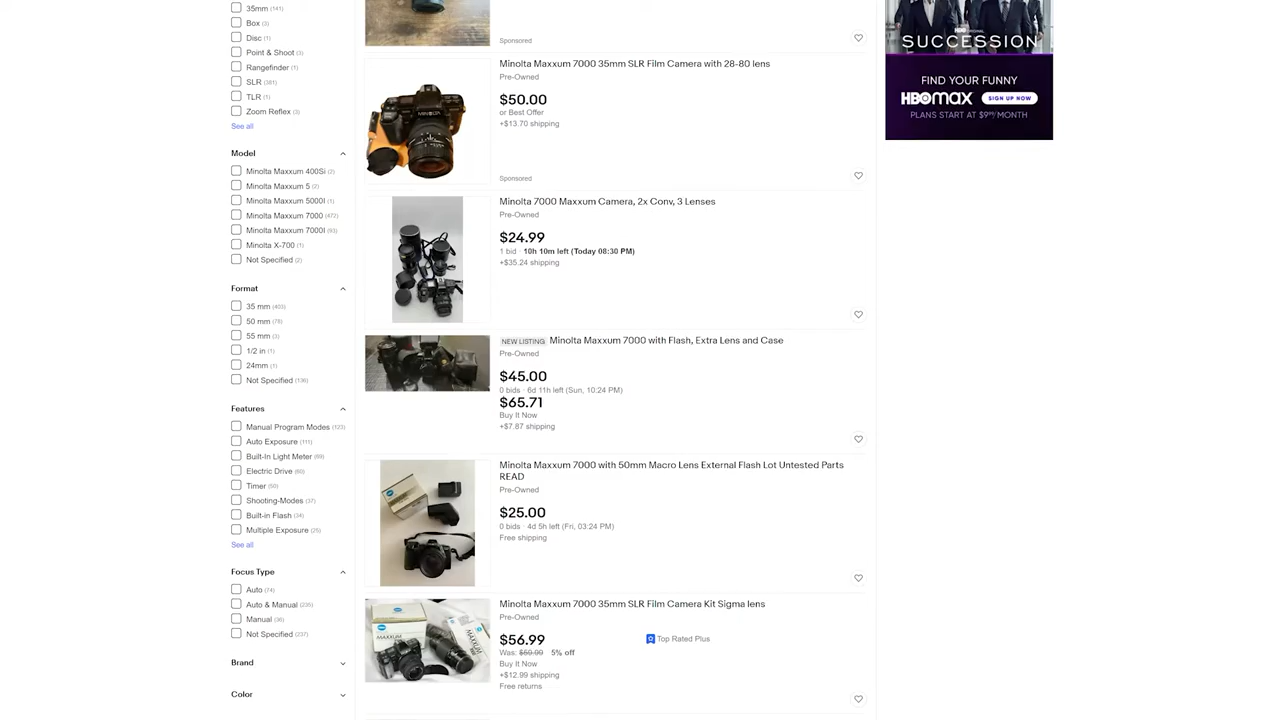 35mm (141)
Box (3)
Disc (1)
Point & Shoot (3)
Rangefinder (1)
SLR (381)
TLR (1)
Zoom Reflex (3)
See all
Model
Minolta Maxxum 400Si (2)
Minolta Maxxum 5 (2)
Minolta Maxxum 5000I (1)
Minolta Maxxum 7000 (472)
Minolta Maxxum 7000I (93)
Minolta X-700 (1)
Not Specified (2)
Format
35 mm (403)
50 mm (78)
55 mm (3)
1/2 in (1)
24mm (1)
Not Specified (136)
Features
Manual Program Modes (123)
Auto Exposure (111)
Built-In Light Meter (89)
Electric Drive (60)
Timer (50)
Shooting-Modes (37)
Built-in Flash (34)
Multiple Exposure (25)
See all
Focus Type
Auto (74)
Auto & Manual (235)
Manual (36)
Not Specified (237)
Brand
Color
Sponsored
Minolta Maxxum 7000 35mm SLR Film Camera with 28-80 lens
Pre-Owned
$50.00
or Best Offer
+$13.70 shipping
Sponsored
MINOLTA
Minolta 7000 Maxxum Camera, 2x Conv, 3 Lenses
Pre-Owned
$24.99
1 bid · 10h 10m left (Today 08:30 PM)
+$35.24 shipping
NEW LISTING Minolta Maxxum 7000 with Flash, Extra Lens and Case
Pre-Owned
$45.00
0 bids · 6d 11h left (Sun, 10:24 PM)
$65.71
Buy It Now
+$7.87 shipping
Minolta Maxxum 7000 with 50mm Macro Lens External Flash Lot Untested Parts
READ
Pre-Owned
$25.00
0 bids · 4d 5h left (Fri, 03:24 PM)
Free shipping
Minolta Maxxum 7000 35mm SLR Film Camera Kit Sigma lens
Pre-Owned
$56.99
Top Rated Plus
Was: $59.99 5% off
Buy It Now
+$12.99 shipping
Free returns
MAXXUM
HBO ORIGINAL
SUCCESSION
FIND YOUR FUNNY
HBOMAX SIGN UP NOW
PLANS START AT $9.99/MONTH